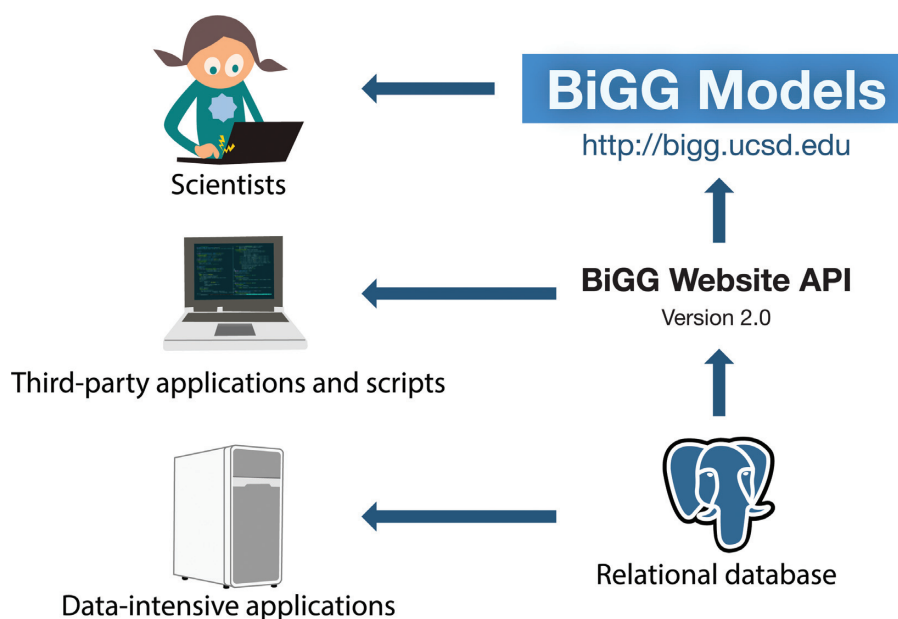 BiGG Models
http://bigg.ucsd.edu
Scientists
BiGG Website API
Version 2.0
Third-party applications and scripts
Relational database
Data-intensive applications